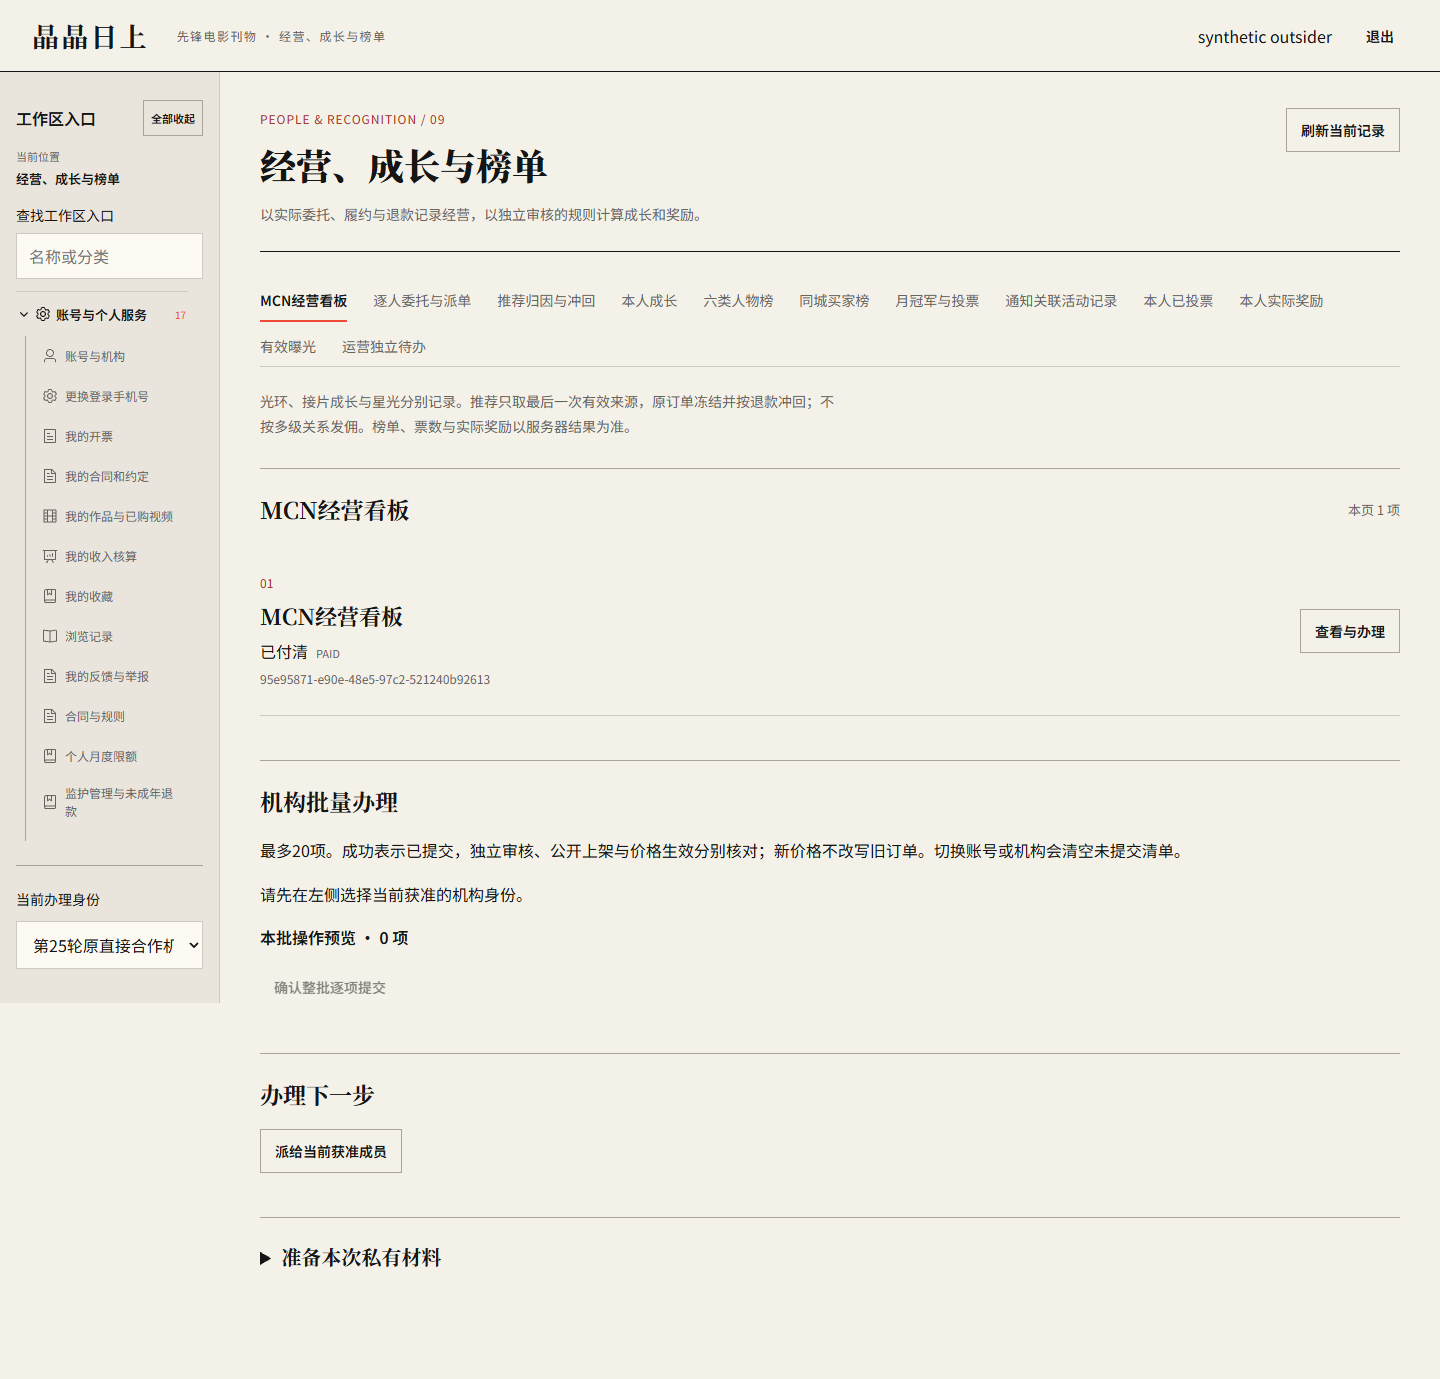 晶晶日上
先锋电影刊物 · 经营、成长与榜单
synthetic outsider
退出
工作区入口
全部收起
当前位置
经营、成长与榜单
查找工作区入口
名称或分类
账号与个人服务
17
账号与机构
更换登录手机号
我的开票
我的合同和约定
我的作品与已购视频
我的收入核算
我的收藏
浏览记录
我的反馈与举报
合同与规则
个人月度限额
监护管理与未成年退
款
当前办理身份
第25轮原直接合作机
PEOPLE & RECOGNITION / 09
经营、成长与榜单
以实际委托、履约与退款记录经营，以独立审核的规则计算成长和奖励。
刷新当前记录
MCN经营看板
逐人委托与派单
推荐归因与冲回
本人成长
六类人物榜
同城买家榜
月冠军与投票
通知关联活动记录
本人已投票
本人实际奖励
有效曝光
运营独立待办
光环、接片成长与星光分别记录。推荐只取最后一次有效来源，原订单冻结并按退款冲回；不
按多级关系发佣。榜单、票数与实际奖励以服务器结果为准。
MCN经营看板
本页 1 项
01
MCN经营看板
已付清 PAID
95e95871-e90e-48e5-97c2-521240b92613
查看与办理
机构批量办理
最多20项。成功表示已提交，独立审核、公开上架与价格生效分别核对；新价格不改写旧订单。切换账号或机构会清空未提交清单。
请先在左侧选择当前获准的机构身份。
本批操作预览 · 0 项
确认整批逐项提交
办理下一步
派给当前获准成员
准备本次私有材料